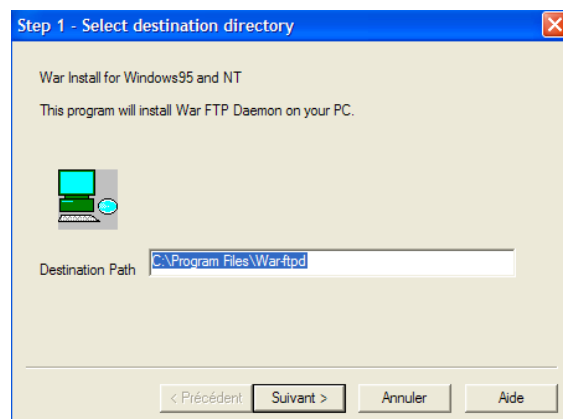 Step 1 - Select destination directory
War Install for Windows95 and NT
This program will install War FTP Daemon on your PC.
Destination Path C:\Program Files\War-ftpd
< Précédent Suivant > Annuler Aide